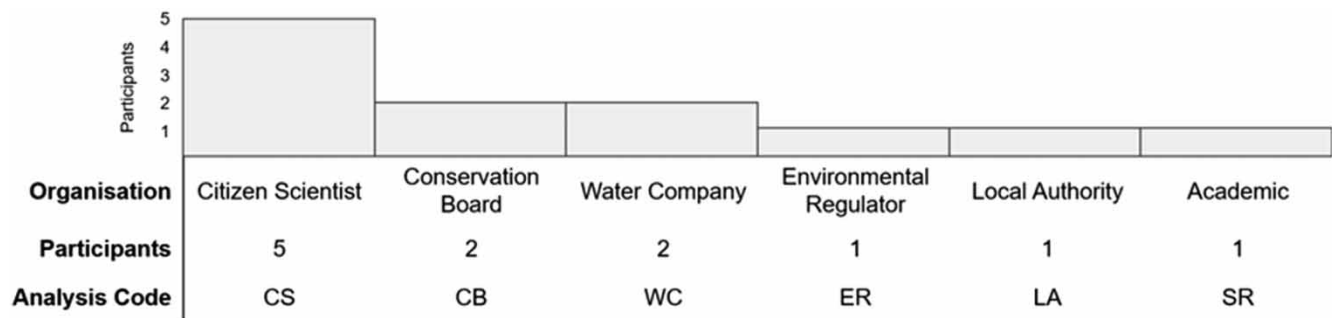 Participants
5
4
3
2
1
Organisation Citizen Scientist Conservation Board Water Company Environmental Regulator Local Authority Academic
Participants 5 2 2 1 1 1
Analysis Code CS CB WC ER LA SR